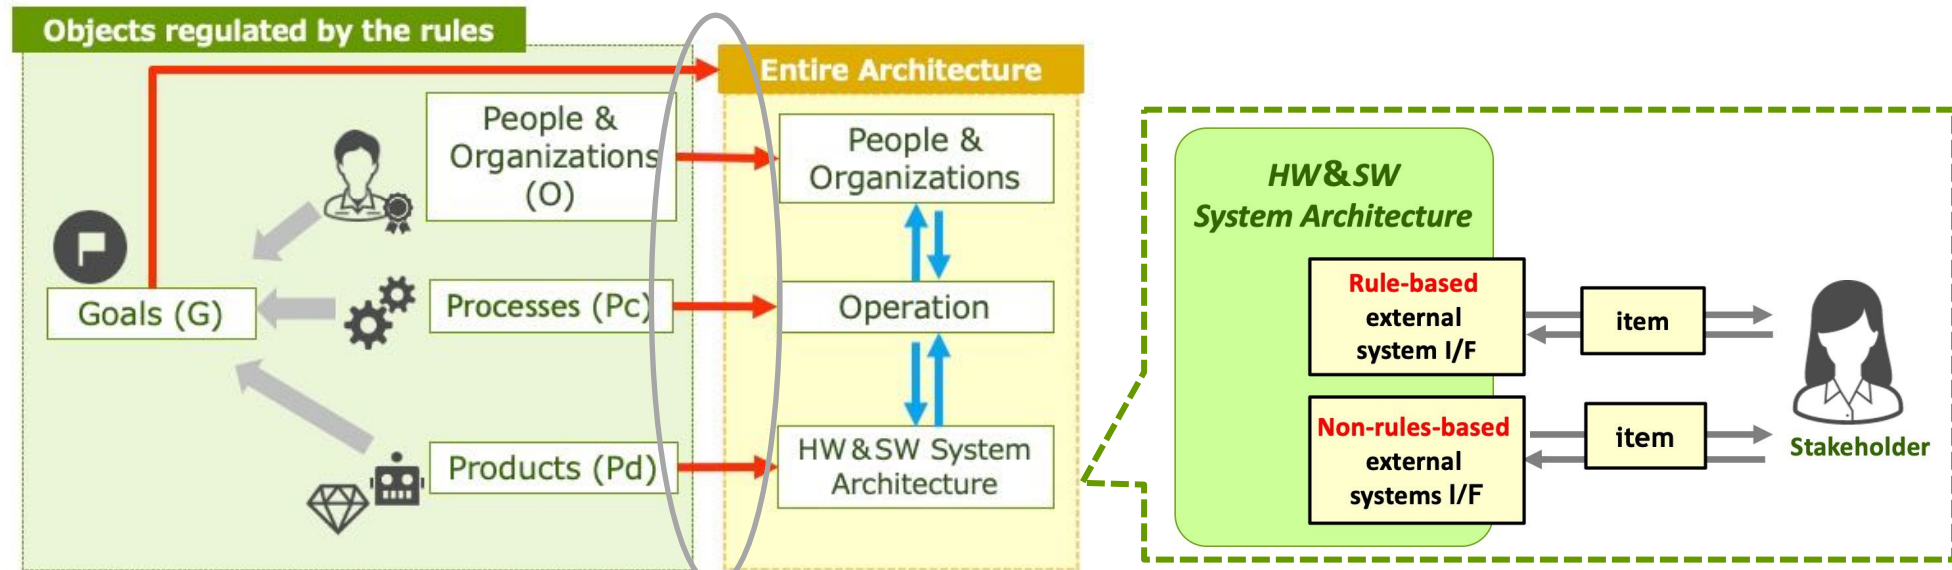 Objects regulated by the rules
Entire Architecture
People &
Organizations
(O)
People &
Organizations
Goals (G)
Processes (Pc)
Operation
Products (Pd)
HW & SW System
Architecture
HW&SW
System Architecture
Rule-based
external
system I/F
item
Non-rules-based
external
systems I/F
item
Stakeholder